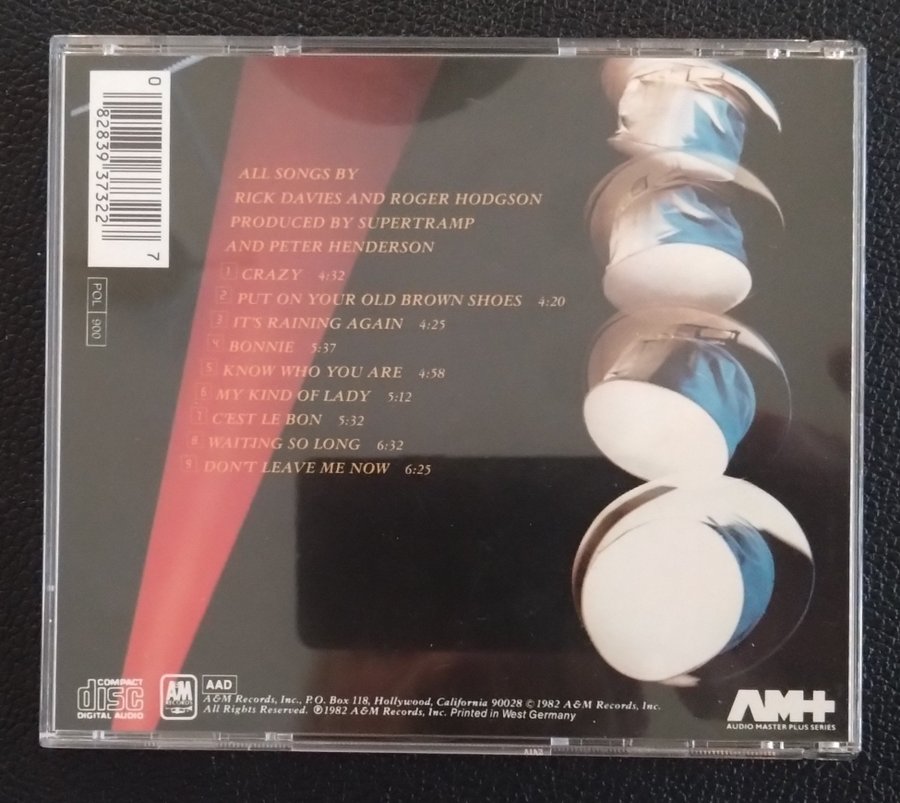 0 82839 37322 7
POL 900
ALL SONGS BY
RICK DAVIES AND ROGER HODGSON
PRODUCED BY SUPERTRAMP
AND PETER HENDERSON
1 CRAZY 4:32
2 PUT ON YOUR OLD BROWN SHOES 4:20
3 IT'S RAINING AGAIN 4:25
4 BONNIE 5:37
5 KNOW WHO YOU ARE 4:58
6 MY KIND OF LADY 5:12
7 C'EST LE BON 5:32
8 WAITING SO LONG 6:32
9 DON'T LEAVE ME NOW 6:25
COMPACT
disc
DIGITAL AUDIO
A&M
RECORDS
AAD
A&M Records, Inc., P.O. Box 118, Hollywood, California 90028 ©1982 A&M Records, Inc.
All Rights Reserved. ℗1982 A&M Records, Inc. Printed in West Germany
AM+
AUDIO MASTER PLUS SERIES